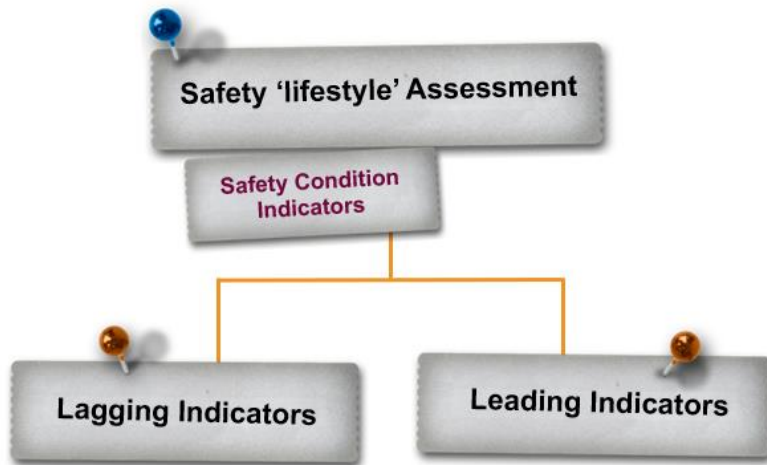 Safety ‘lifestyle’ Assessment
Safety Condition
Indicators
Lagging Indicators
Leading Indicators